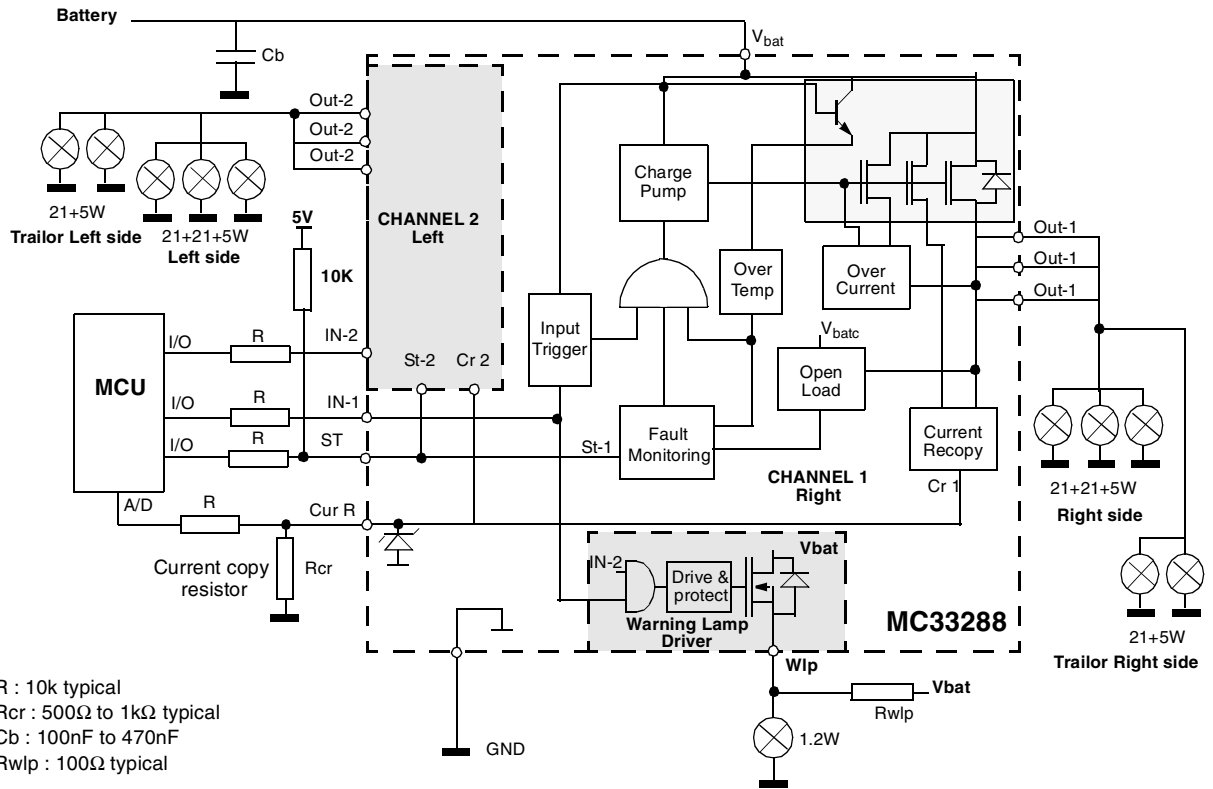 Battery
Vbat
Cb
Out-2
Out-2
Out-2
21+5W
Trailor Left side
21+21+5W
Left side
5V
10K
CHANNEL 2
Left
Charge
Pump
Over
Temp
Over
Current
Out-1
Out-1
Out-1
Input
Trigger
Vbatc
Open
Load
MCU
I/O
R
IN-2
St-2
Cr 2
I/O
R
IN-1
I/O
R
ST
St-1
Fault
Monitoring
Current
Recopy
Cr 1
CHANNEL 1
Right
21+21+5W
Right side
A/D
R
Cur R
Current copy
resistor
Rcr
IN-2
Drive &
protect
Vbat
Warning Lamp
Driver
MC33288
21+5W
Trailor Right side
Wlp
Rwlp
Vbat
1.2W
GND
R : 10k typical
Rcr : 500Ω to 1kΩ typical
Cb : 100nF to 470nF
Rwlp : 100Ω typical